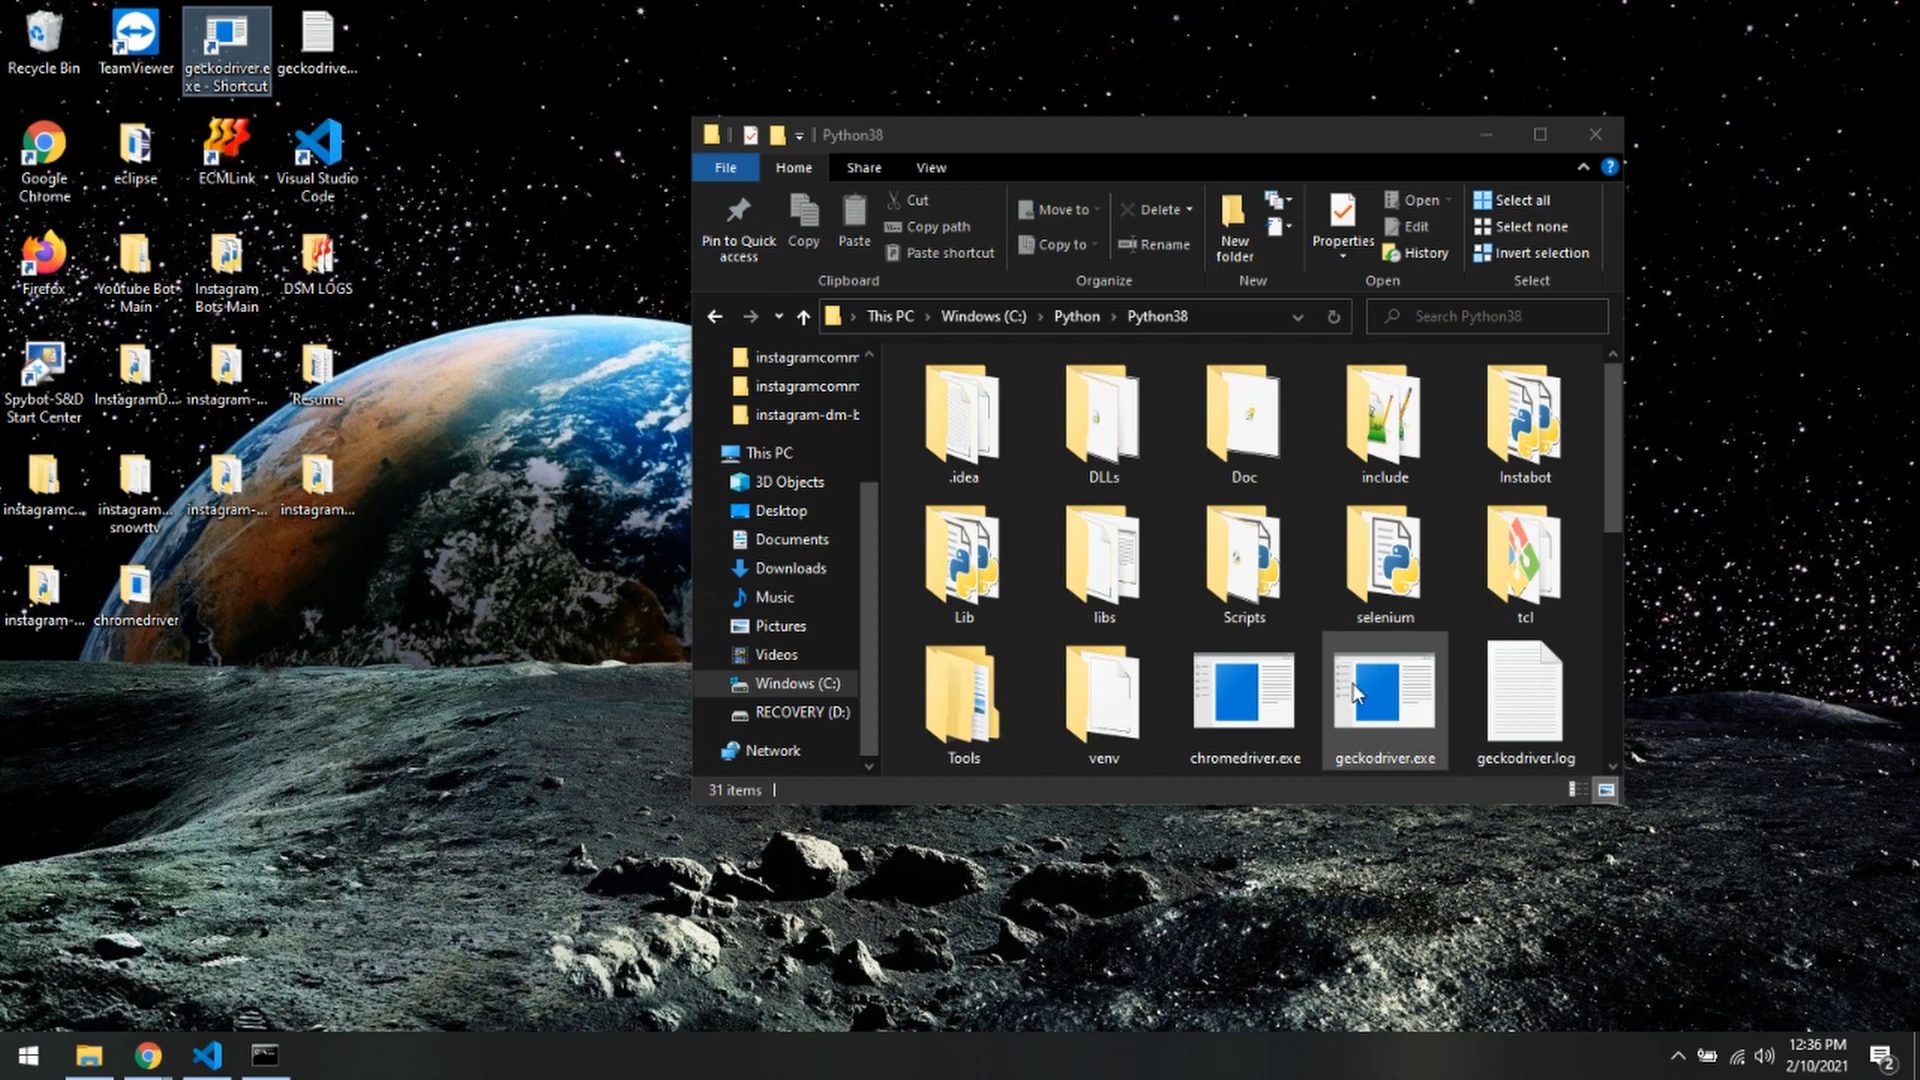 Recycle Bin
TeamViewer
geckodriver.e
xe - Shortcut
geckodrive...
Google
Chrome
eclipse
ECMLink
Visual Studio
Code
Firefox
Youtube Bot
Main
Instagram
Bots Main
DSM LOGS
Spybot-S&D
Start Center
InstagramD...
instagram-...
Resume
instagramc...
instagram...
snowttv
instagram-...
instagram...
instagram-...
chromedriver
Python38
File
Home
Share
View
Pin to Quick
access
Copy
Paste
Cut
Copy path
Paste shortcut
Clipboard
Move to
Copy to
Delete
Rename
Organize
New
folder
New
Properties
Open
Edit
History
Open
Select all
Select none
Invert selection
Select
This PC > Windows (C:) > Python > Python38
Search Python38
instagramcomm
instagramcomm
instagram-dm-b
This PC
3D Objects
Desktop
Documents
Downloads
Music
Pictures
Videos
Windows (C:)
RECOVERY (D:)
Network
.idea
DLLs
Doc
include
Instabot
Lib
libs
Scripts
selenium
tcl
Tools
venv
chromedriver.exe
geckodriver.exe
geckodriver.log
31 items
12:36 PM
2/10/2021
2